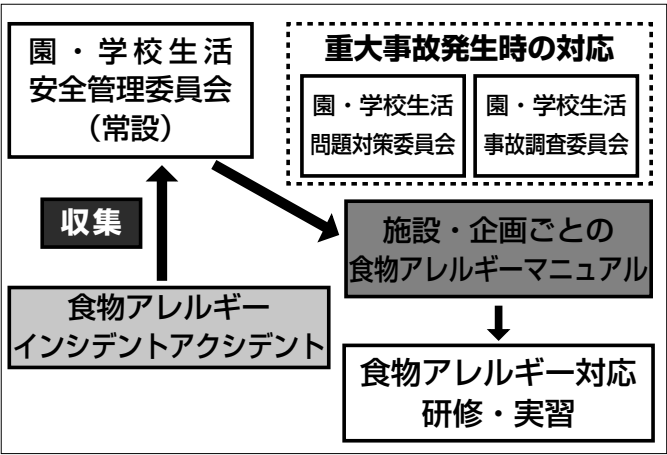 園・学校生活
安全管理委員会
（常設）
重大事故発生時の対応
園・学校生活
問題対策委員会
園・学校生活
事故調査委員会
収集
施設・企画ごとの
食物アレルギーマニュアル
食物アレルギー
インシデントアクシデント
食物アレルギー対応
研修・実習